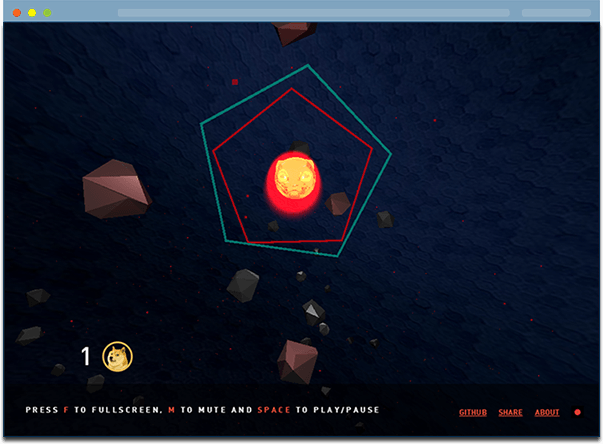 1
PRESS F TO FULLSCREEN, M TO MUTE AND SPACE TO PLAY/PAUSE
GITHUB SHARE ABOUT